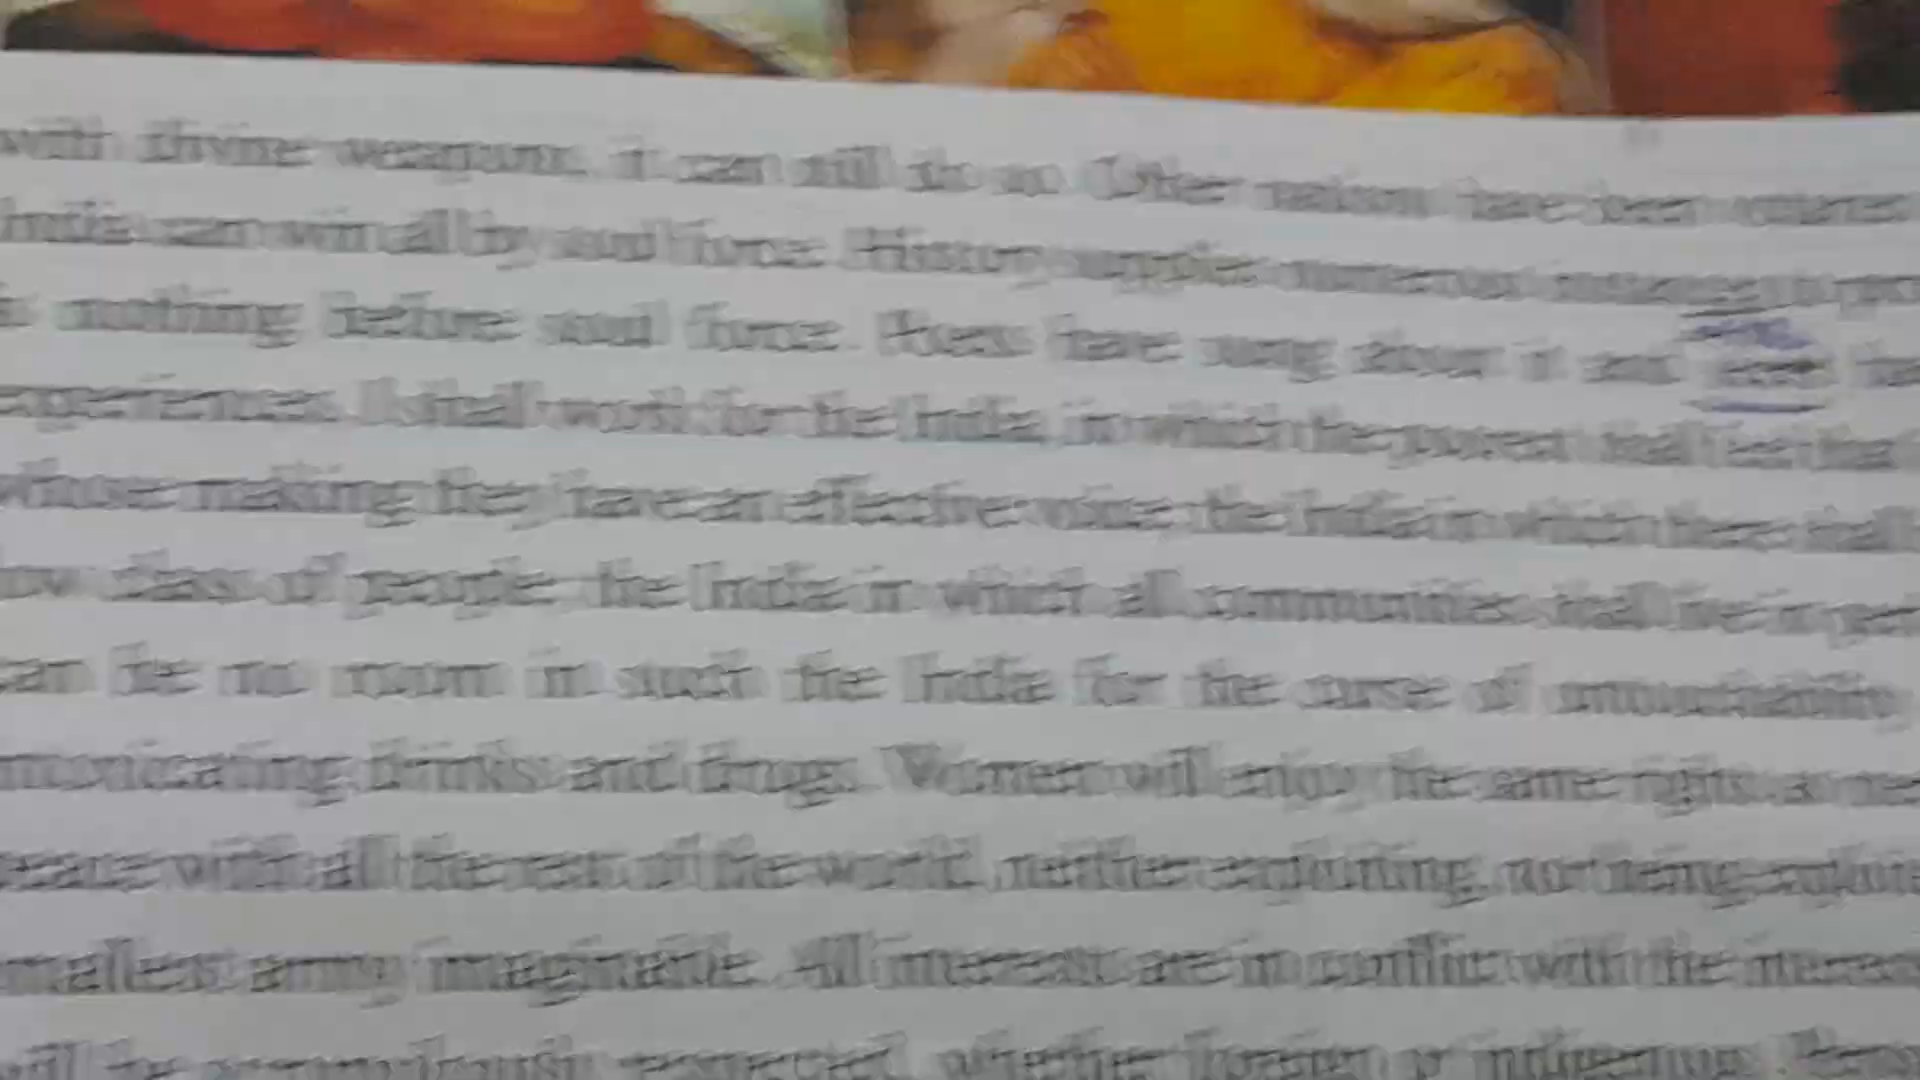 with divine weapons, it can still do so. Other nations have been
India can win all by soul force. History supplies numerous instances to
nothing before soul force. Poets have sung about it and seers
experiences. I shall work for the India in which the poorest shall feel that
whose making they have an effective voice, the India in which there shall
low class of people, the India in which all communities shall live in
can be no room in such the India for the curse of untouchability
intoxicating drinks and drugs. Women will enjoy the same rights as
peace with all the rest of the world, neither exploiting, nor being
smallest army imaginable. All interest are in conflict with the
will be scrupulously respected, whether foreign or indigenous.